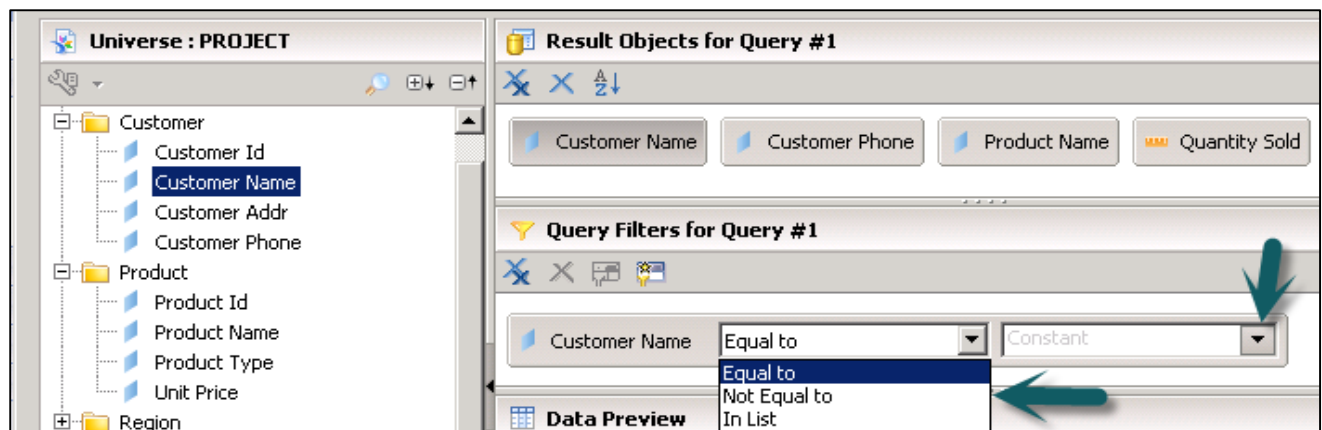 Universe : PROJECT
Customer
Customer Id
Customer Name
Customer Addr
Customer Phone
Product
Product Id
Product Name
Product Type
Unit Price
Region
Result Objects for Query #1
A
Z
Customer Name
Customer Phone
Product Name
Quantity Sold
Query Filters for Query #1
Customer Name
Equal to
Constant
Equal to
Not Equal to
In List
Data Preview